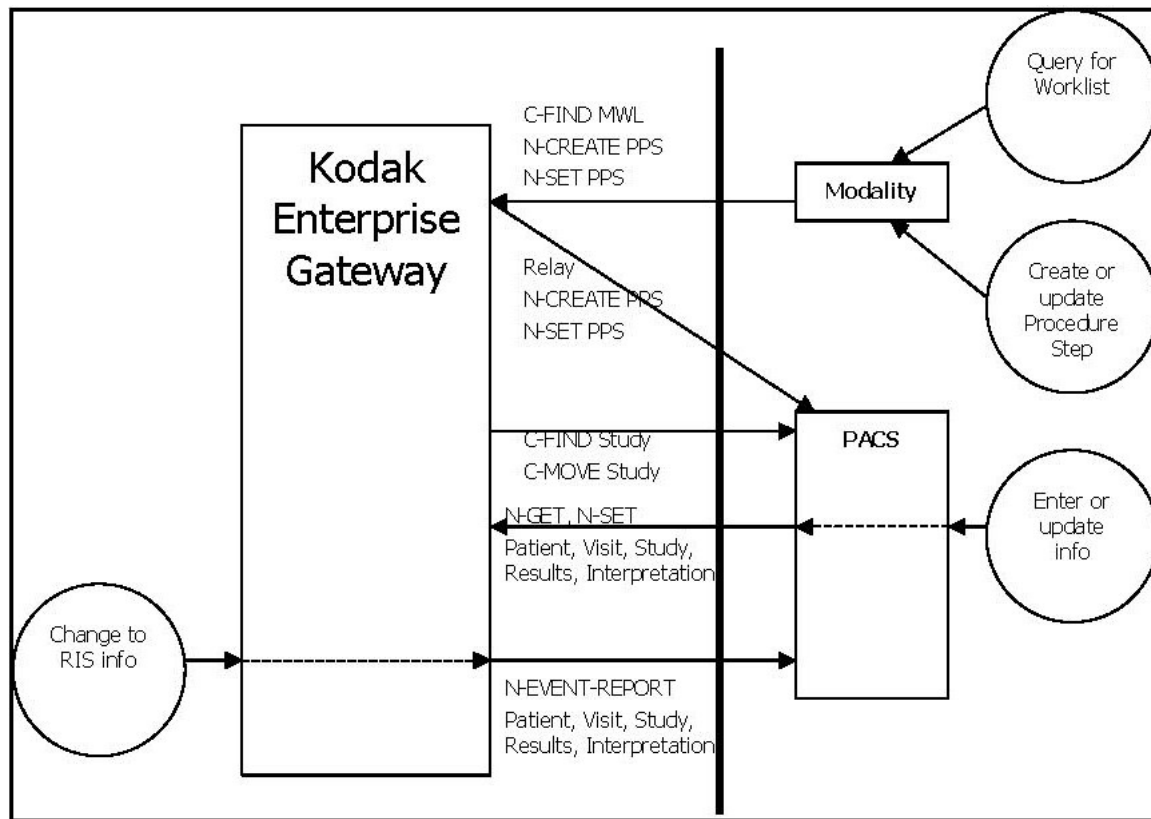 Query for
Worklist
C-FIND MWL
N-CREATE PPS
N-SET PPS
Kodak
Enterprise
Gateway
Modality
Relay
N-CREATE PPS
N-SET PPS
Create or
update
Procedure
Step
C-FIND Study
C-MOVE Study
PACS
N-GET, N-SET
Patient, Visit, Study,
Results, Interpretation
Enter or
update
info
Change to
RIS info
N-EVENT-REPORT
Patient, Visit, Study,
Results, Interpretation